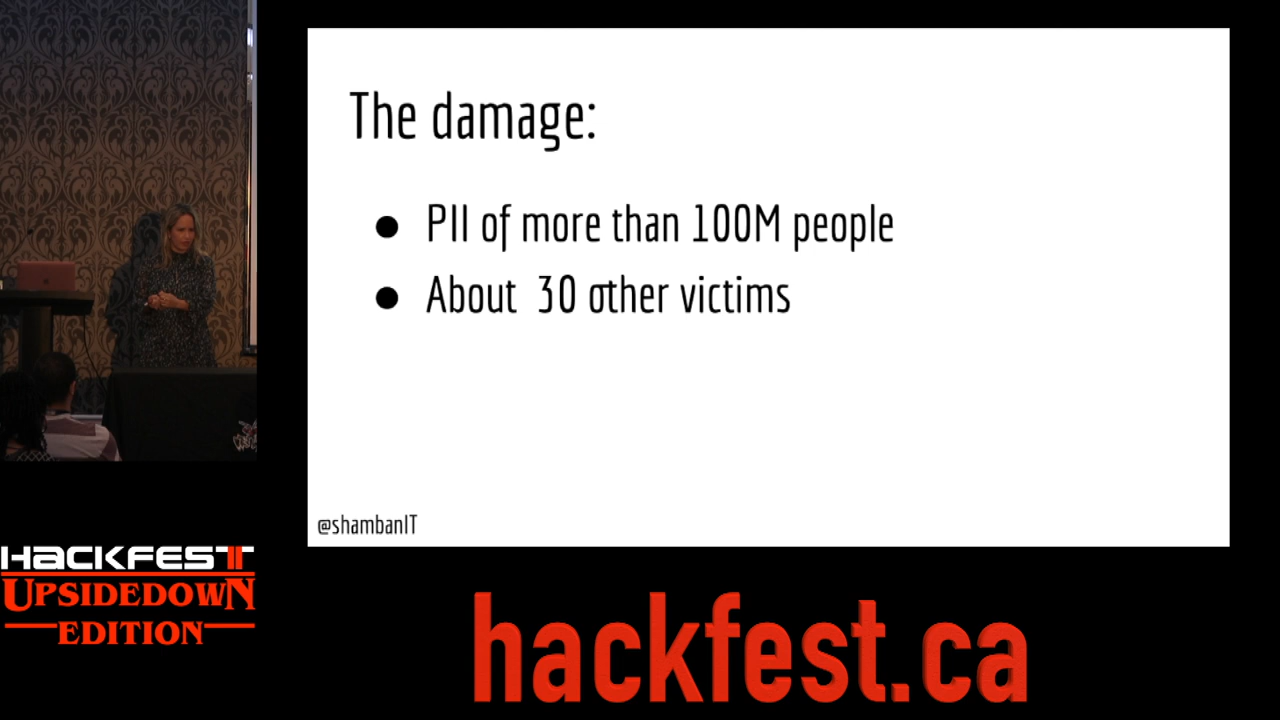 The damage:
● PII of more than 100M people
● About 30 other victims
@shambanIT
HACKFEST
UPSIDEDOWN
EDITION
hackfest.ca